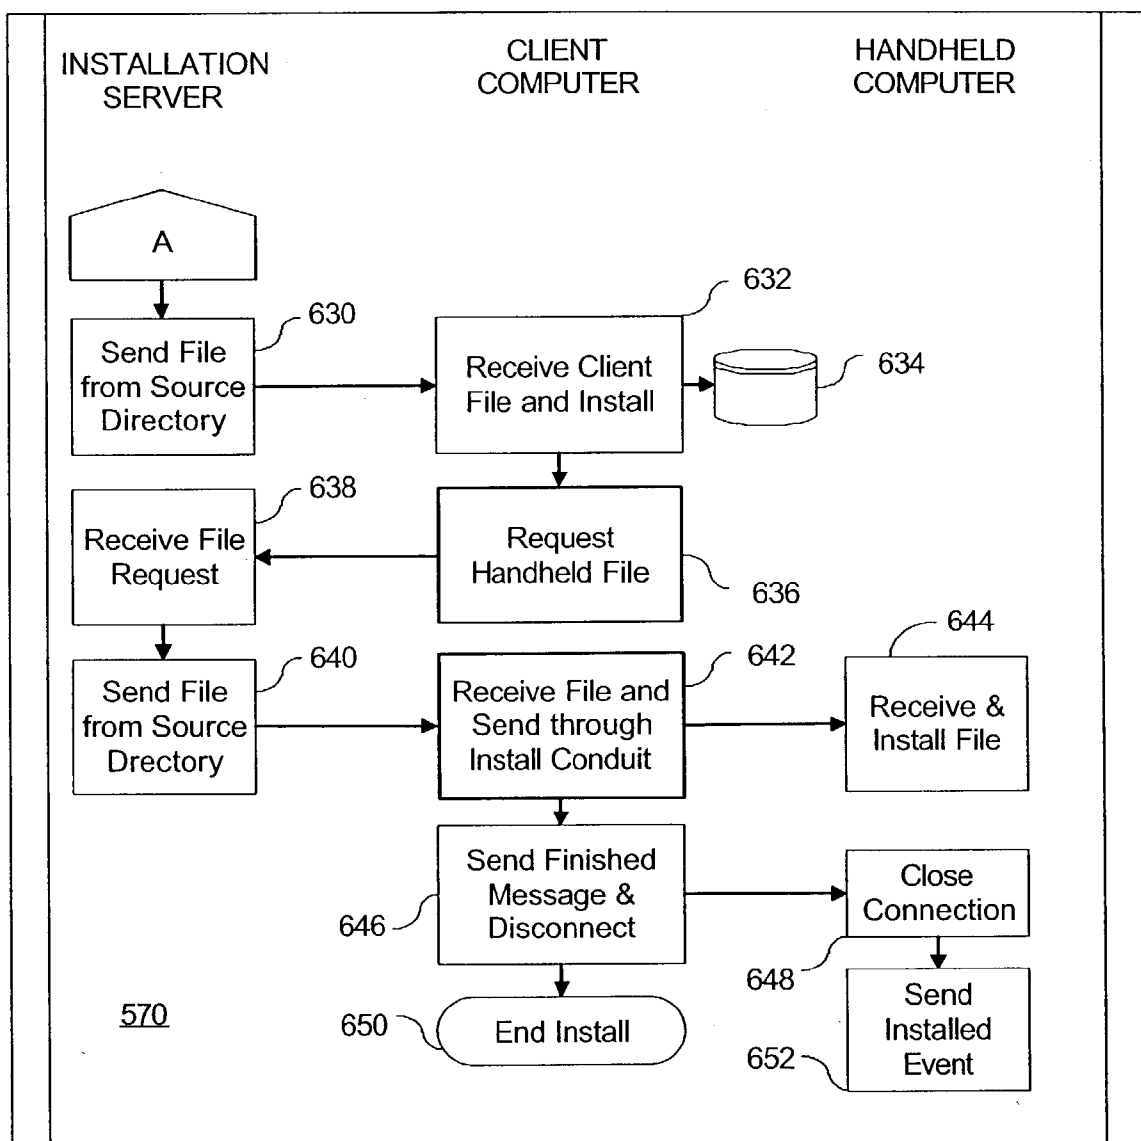 INSTALLATION
SERVER
CLIENT
COMPUTER
HANDHELD
COMPUTER
A
630
Send File
from Source
Directory
632
Receive Client
File and Install
634
638
Receive File
Request
Request
Handheld File
636
640
Send File
from Source
Drectory
642
Receive File and
Send through
Install Conduit
644
Receive &
Install File
646
Send Finished
Message &
Disconnect
Close
Connection
648
570
650
End Install
Send
Installed
Event
652